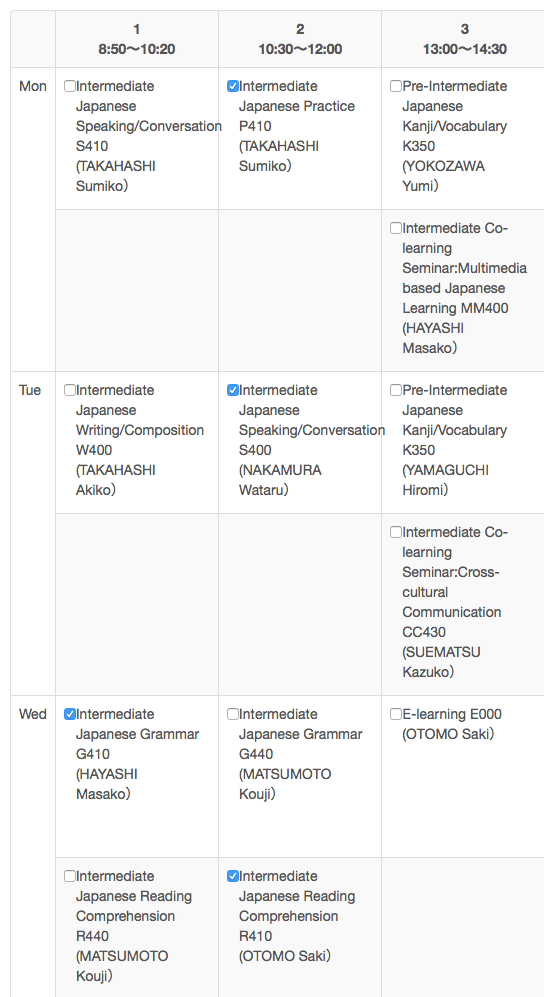 1
8:50〜10:20
2
10:30〜12:00
3
13:00〜14:30
Mon
Intermediate
Japanese
Speaking/Conversation
S410
(TAKAHASHI
Sumiko）
Intermediate
Japanese Practice
P410
(TAKAHASHI
Sumiko）
Pre-Intermediate
Japanese
Kanji/Vocabulary
K350
(YOKOZAWA
Yumi）
Intermediate Co-
learning
Seminar:Multimedia
based Japanese
Learning MM400
(HAYASHI
Masako）
Tue
Intermediate
Japanese
Writing/Composition
W400
(TAKAHASHI
Akiko）
Intermediate
Japanese
Speaking/Conversation
S400
(NAKAMURA
Wataru）
Pre-Intermediate
Japanese
Kanji/Vocabulary
K350
(YAMAGUCHI
Hiromi）
Intermediate Co-
learning
Seminar:Cross-
cultural
Communication
CC430
(SUEMATSU
Kazuko）
Wed
Intermediate
Japanese Grammar
G410
(HAYASHI
Masako）
Intermediate
Japanese Grammar
G440
(MATSUMOTO
Kouji）
E-learning E000
(OTOMO Saki）
Intermediate
Japanese Reading
Comprehension
R440
(MATSUMOTO
Kouji）
Intermediate
Japanese Reading
Comprehension
R410
(OTOMO Saki）